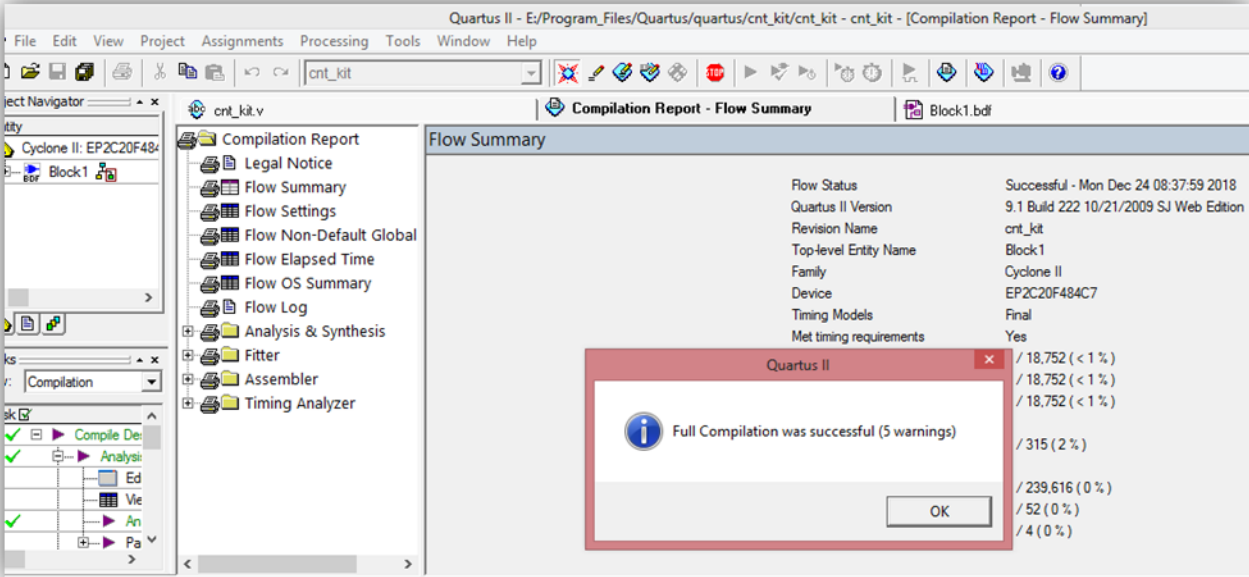 Quartus II - E:/Program_Files/Quartus/quartus/cnt_kit/cnt_kit - cnt_kit - [Compilation Report - Flow Summary]
File Edit View Project Assignments Processing Tools Window Help
cnt_kit
STOP
ject Navigator
cnt_kit.v
Compilation Report - Flow Summary
Block1.bdf
tity
Cyclone II: EP2C20F484
Block1
Compilation Report
Legal Notice
Flow Summary
Flow Settings
Flow Non-Default Global
Flow Elapsed Time
Flow OS Summary
Flow Log
Analysis & Synthesis
Fitter
Assembler
Timing Analyzer
ks
Compilation
sk
Compile De
Analysi
Ed
Vie
An
Pa
Flow Summary
Flow Status Successful - Mon Dec 24 08:37:59 2018
Quartus II Version 9.1 Build 222 10/21/2009 SJ Web Edition
Revision Name cnt_kit
Top-level Entity Name Block1
Family Cyclone II
Device EP2C20F484C7
Timing Models Final
Met timing requirements Yes
/ 18,752 ( < 1 % )
/ 18,752 ( < 1 % )
/ 18,752 ( < 1 % )
/ 315 ( 2 % )
/ 239,616 ( 0 % )
/ 52 ( 0 % )
/ 4 ( 0 % )
Quartus II
Full Compilation was successful (5 warnings)
OK